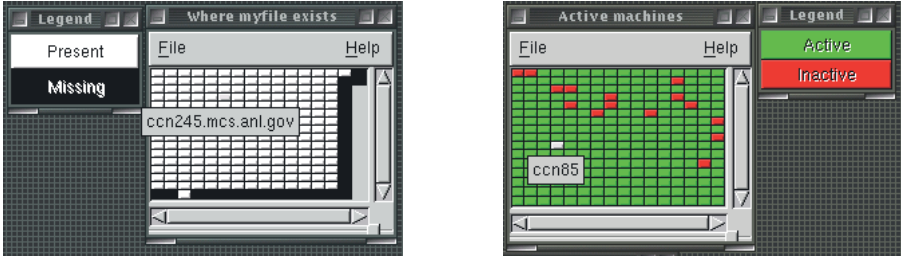 Legend
Present
Missing
Where myfile exists
File Help
ccn245.mcs.anl.gov
Active machines
File Help
ccn85
Legend
Active
Inactive